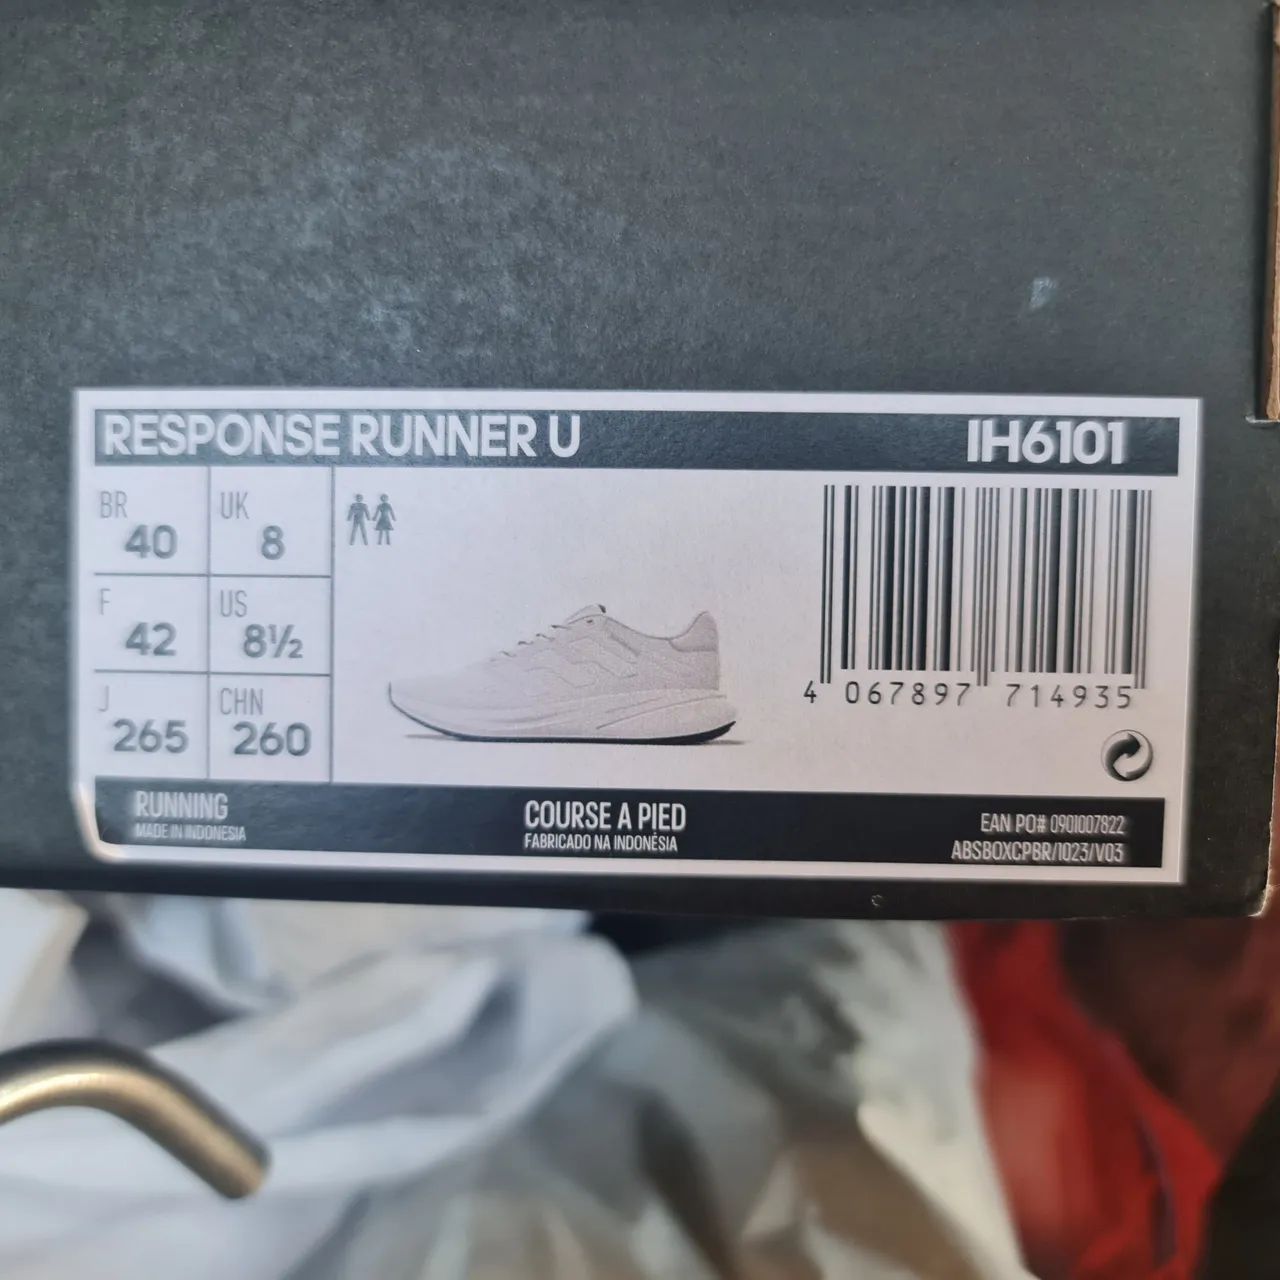 RESPONSE RUNNER U IH6101
BR 40 UK 8
F 42 US 8½
J 265 CHN 260
4 067897 714935
RUNNING
MADE IN INDONESIA
COURSE A PIED
FABRICADO NA INDONÉSIA
EAN PO# 0901007822
ABSBOXCPBR/1023/V03